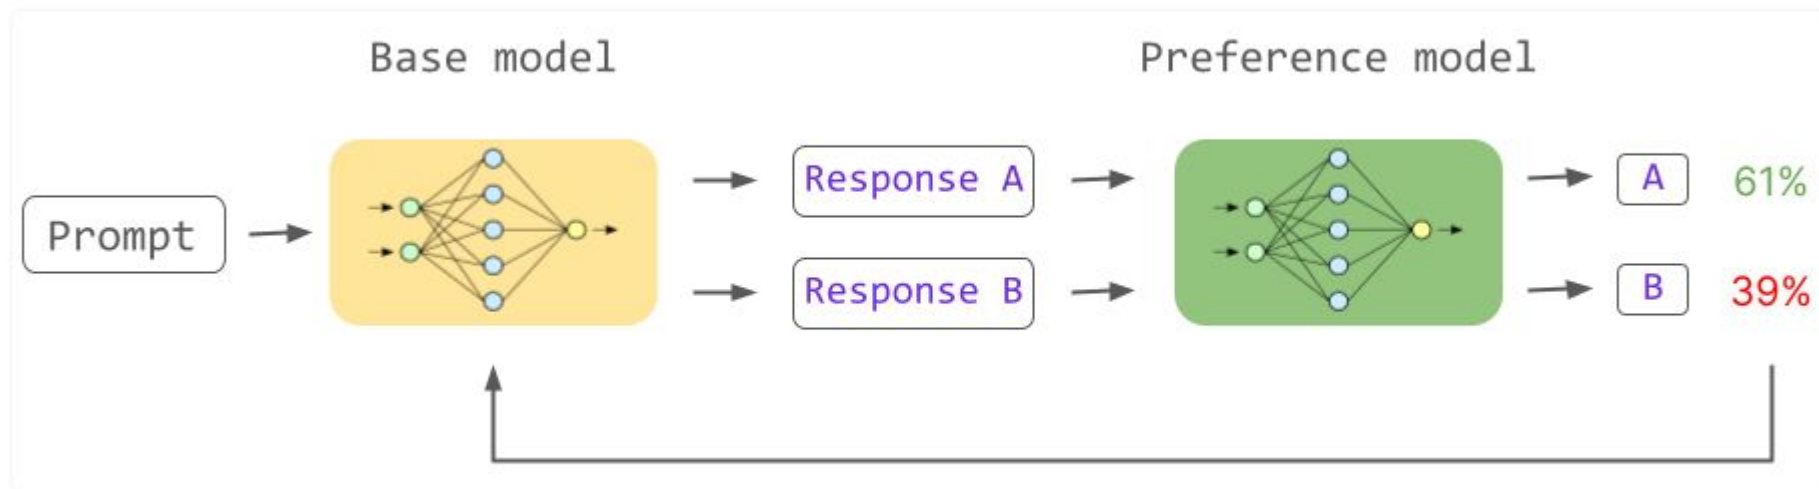 Base model
Preference model
Prompt
Response A
A 61%
Response B
B 39%